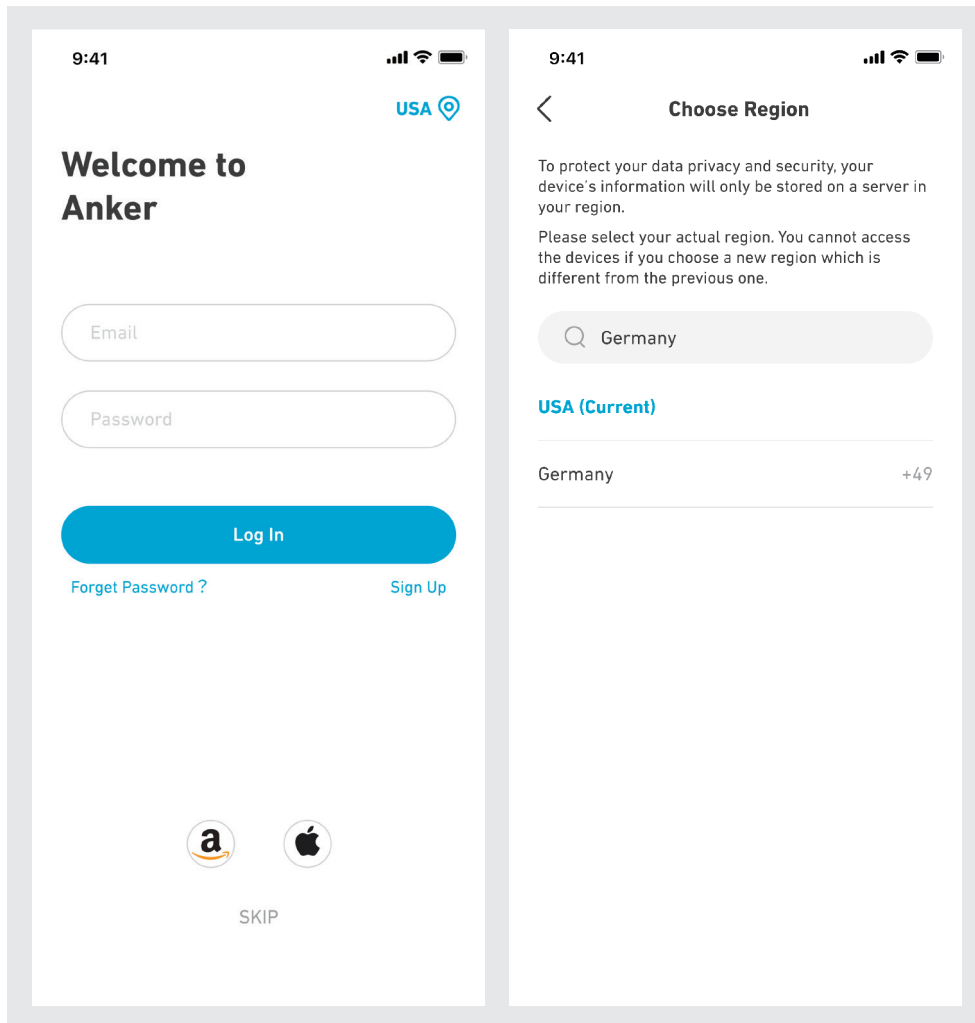 9:41
USA
Welcome to
Anker
Email
Password
Log In
Forget Password ?
Sign Up
a
SKIP
9:41
Choose Region
To protect your data privacy and security, your
device's information will only be stored on a server in
your region.
Please select your actual region. You cannot access
the devices if you choose a new region which is
different from the previous one.
Germany
USA (Current)
Germany +49